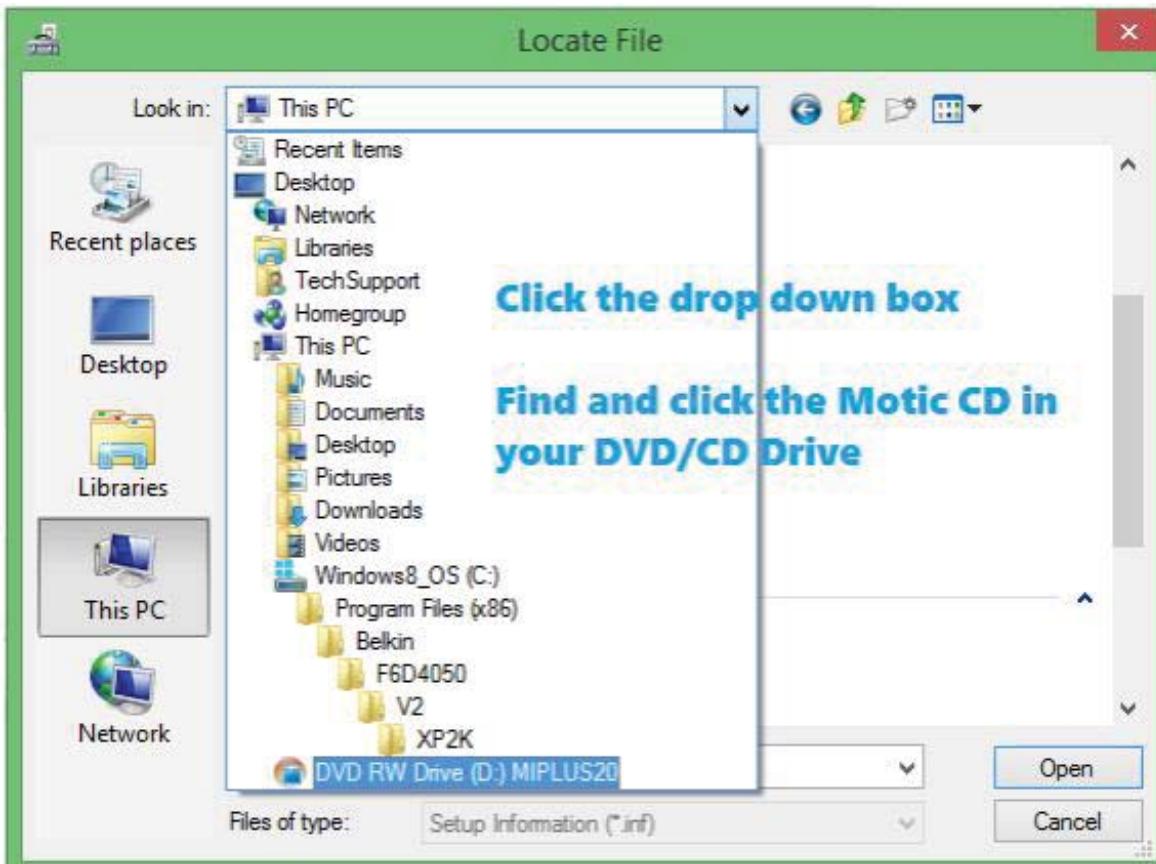 Locate File
Look in:
This PC
Recent Items
Desktop
Network
Libraries
TechSupport
Homegroup
This PC
Music
Documents
Desktop
Pictures
Downloads
Videos
Windows8_OS (C:)
Program Files (x86)
Belkin
F6D4050
V2
XP2K
DVD RW Drive (D:) MIPLUS20
Click the drop down box
Find and click the Motic CD in
your DVD/CD Drive
Recent places
Desktop
Libraries
This PC
Network
Open
Files of type:
Setup Information (*.inf)
Cancel